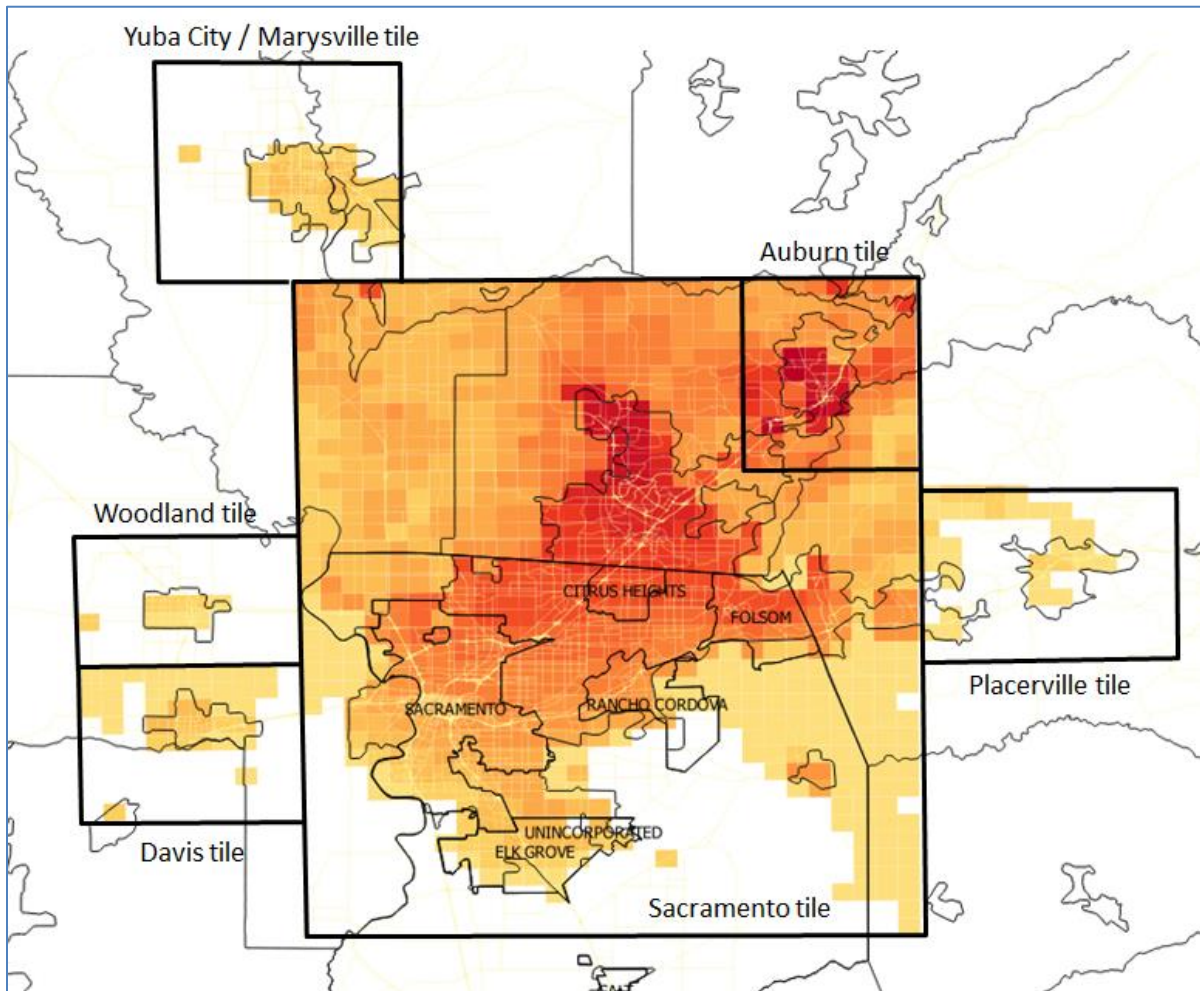 Yuba City / Marysville tile
Auburn tile
Woodland tile
CITRUS HEIGHTS
FOLSOM
Placerville tile
SACRAMENTO
RANCHO CORDOVA
UNINCORPORATED
ELK GROVE
Davis tile
Sacramento tile